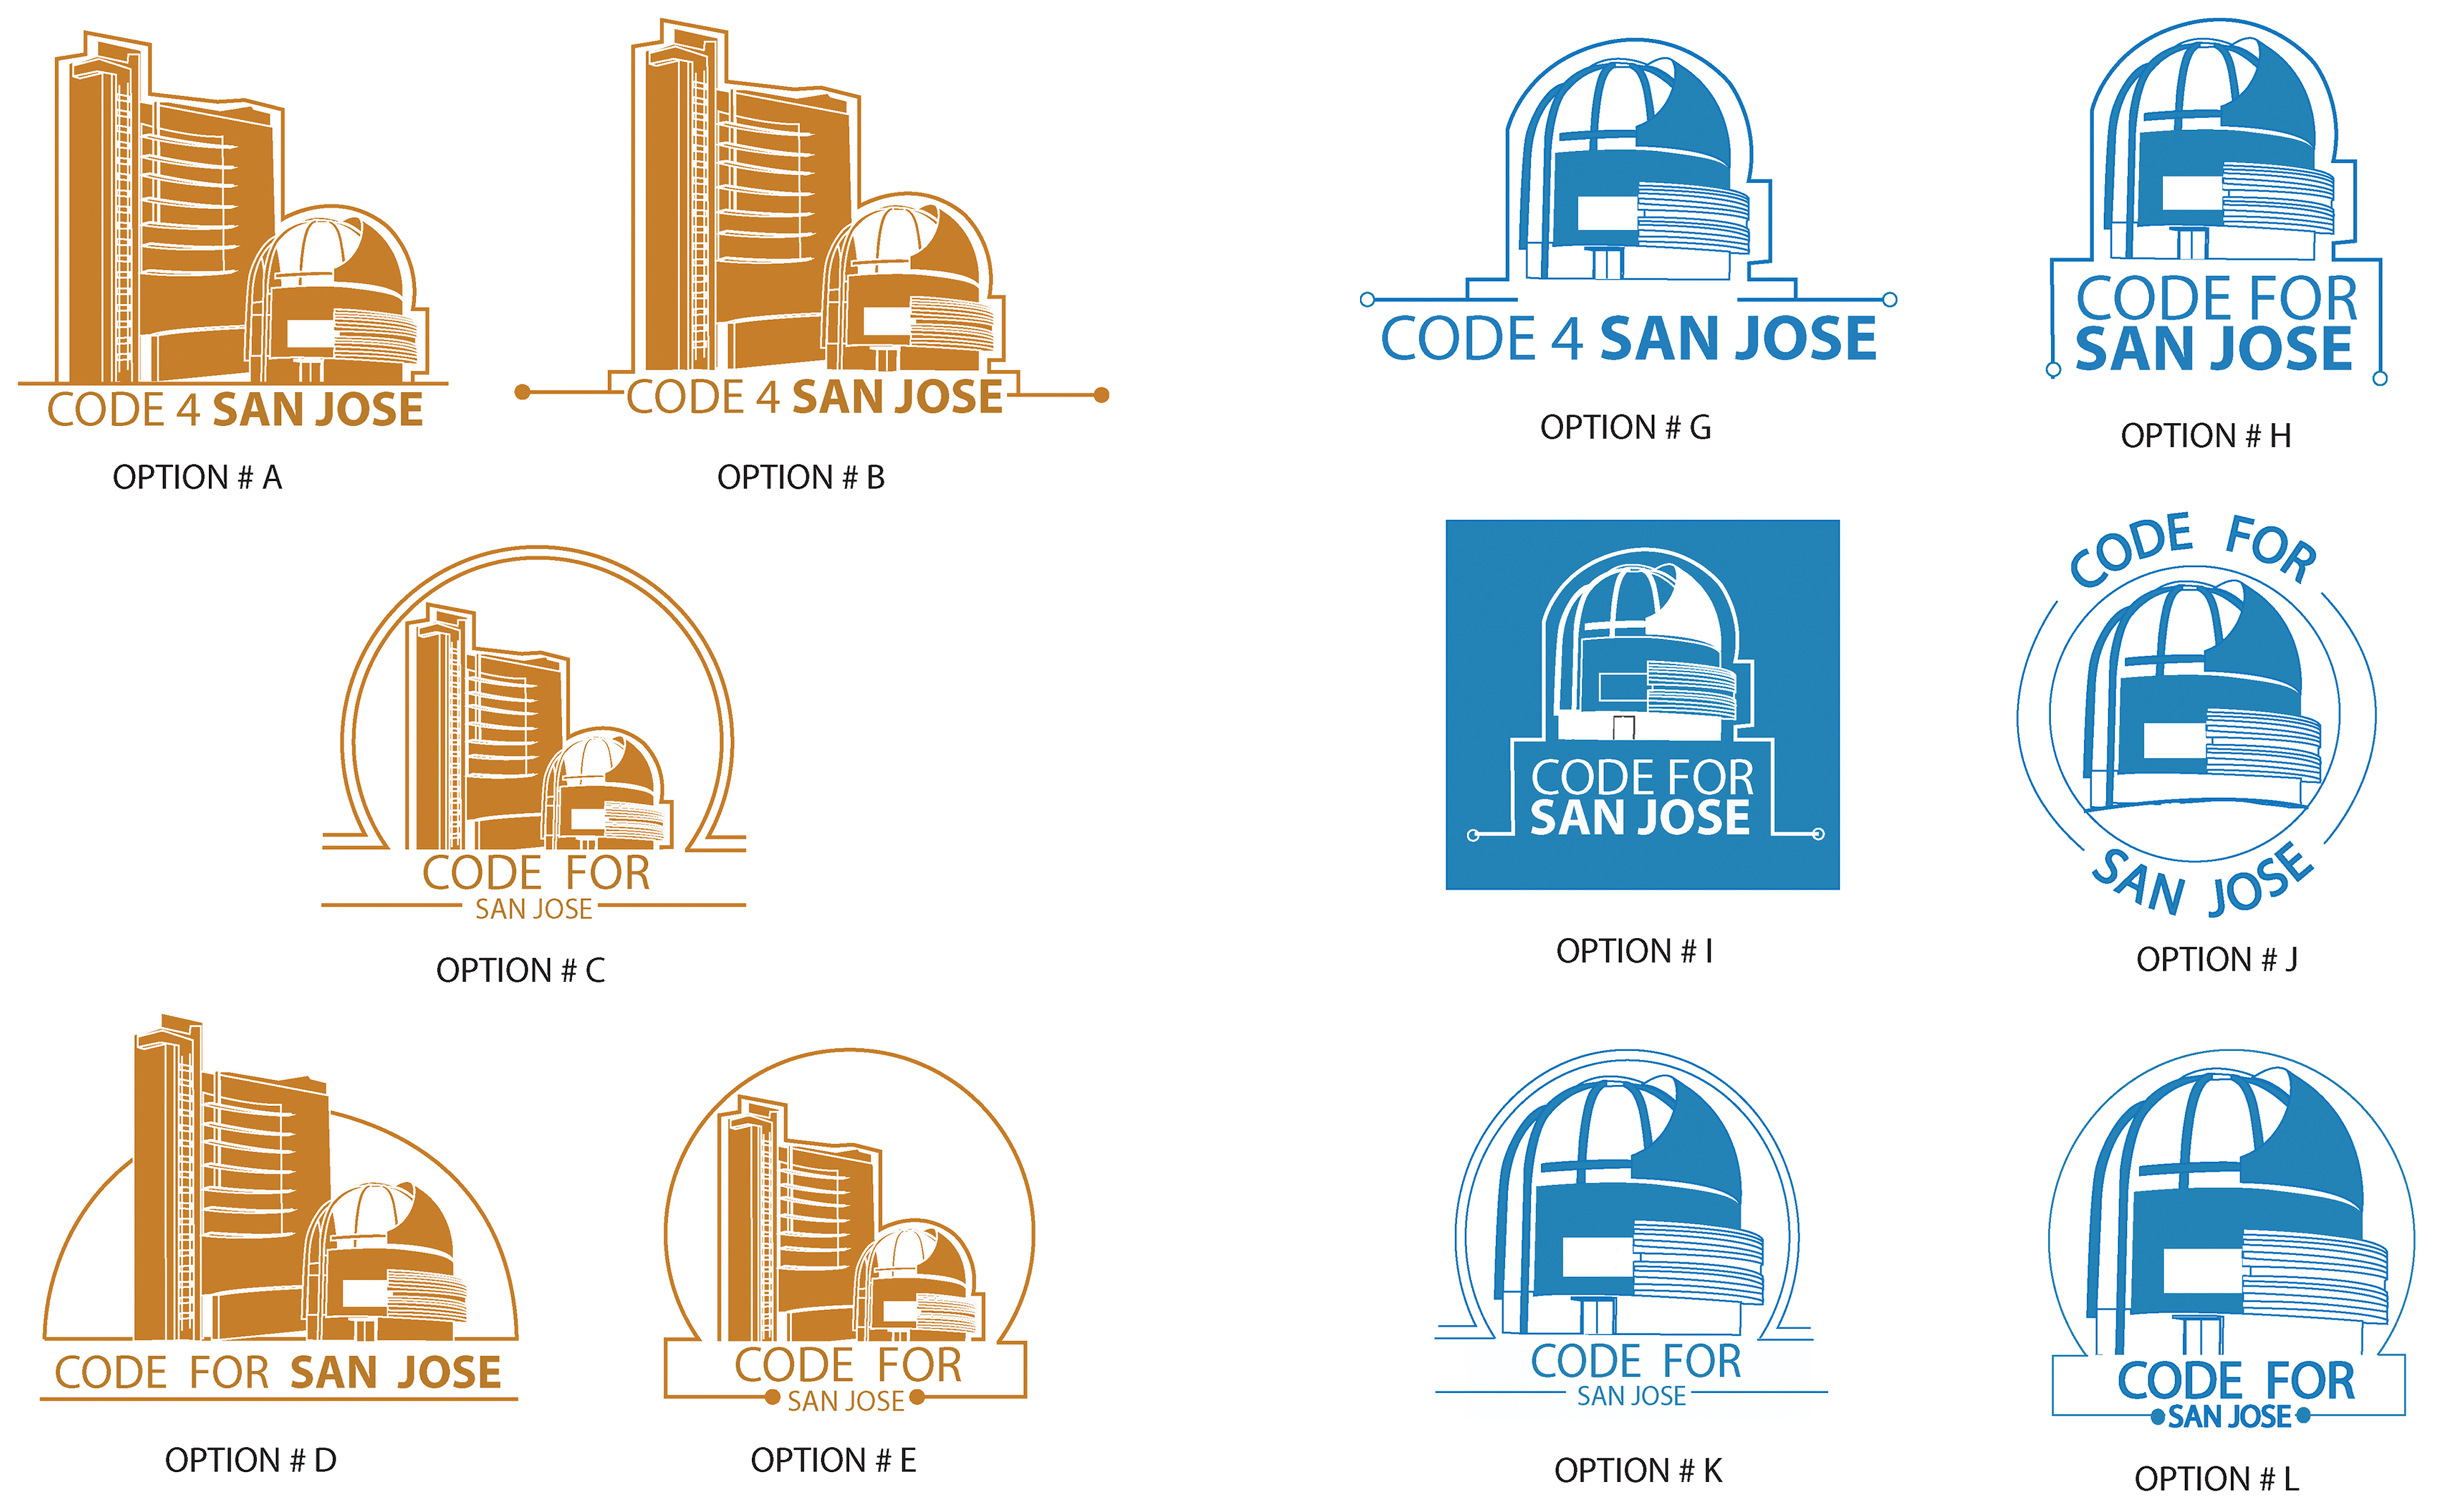 CODE 4 SAN JOSE
OPTION # A
CODE 4 SAN JOSE
OPTION # B
CODE 4 SAN JOSE
OPTION # G
CODE FOR
SAN JOSE
OPTION # H
CODE FOR
SAN JOSE
OPTION # C
CODE FOR
SAN JOSE
OPTION # I
CODE FOR
SAN JOSE
OPTION # J
CODE FOR SAN JOSE
OPTION # D
CODE FOR
SAN JOSE
OPTION # E
CODE FOR
SAN JOSE
OPTION # K
CODE FOR
SAN JOSE
OPTION # L